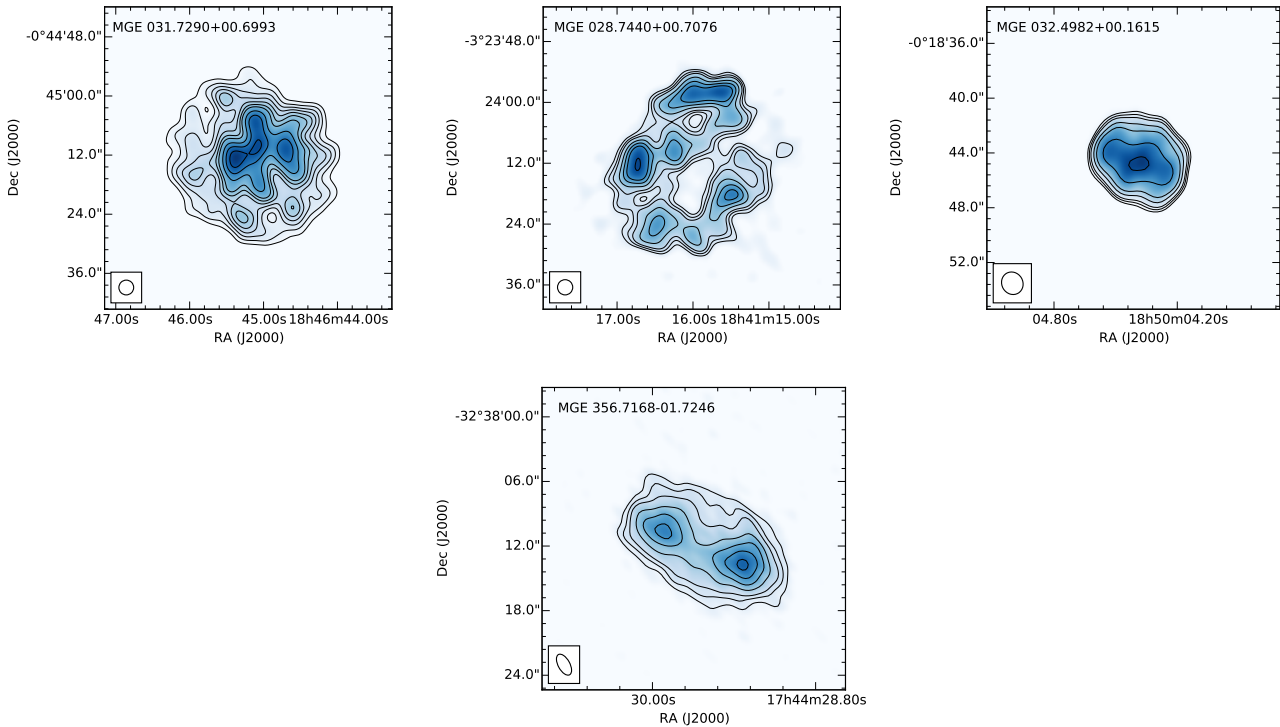 MGE 031.7290+00.6993
-0°44'48.0"
45'00.0"
12.0"
24.0"
36.0"
Dec (J2000)
47.00s 46.00s 45.00s 18h46m44.00s
RA (J2000)
MGE 028.7440+00.7076
-3°23'48.0"
24'00.0"
12.0"
24.0"
36.0"
Dec (J2000)
17.00s 16.00s 18h41m15.00s
RA (J2000)
MGE 032.4982+00.1615
-0°18'36.0"
40.0"
44.0"
48.0"
52.0"
Dec (J2000)
04.80s 18h50m04.20s
RA (J2000)
MGE 356.7168-01.7246
-32°38'00.0"
06.0"
12.0"
18.0"
24.0"
Dec (J2000)
30.00s 17h44m28.80s
RA (J2000)